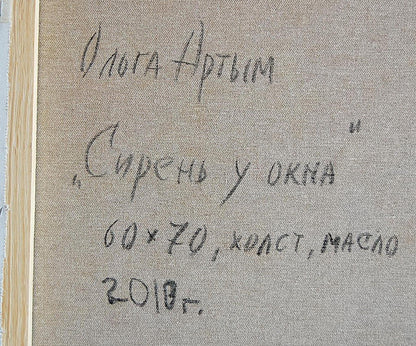 Ольга Артым
„Сирень у окна"
60×70, холст, масло
2018г.